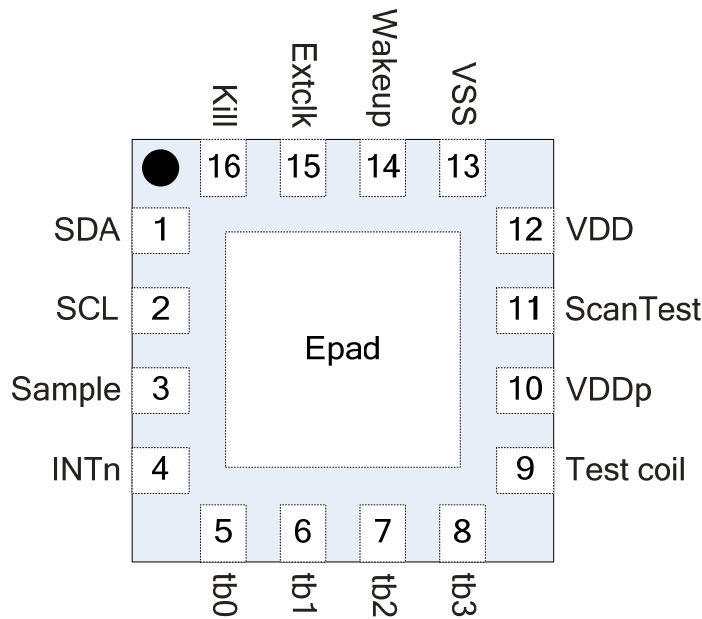 Kill
Extclk
Wakeup
VSS
16 15 14 13
SDA 1 12 VDD
SCL 2 11 ScanTest
Epad
Sample 3 10 VDDp
INTn 4 9 Test coil
5 6 7 8
tb0
tb1
tb2
tb3